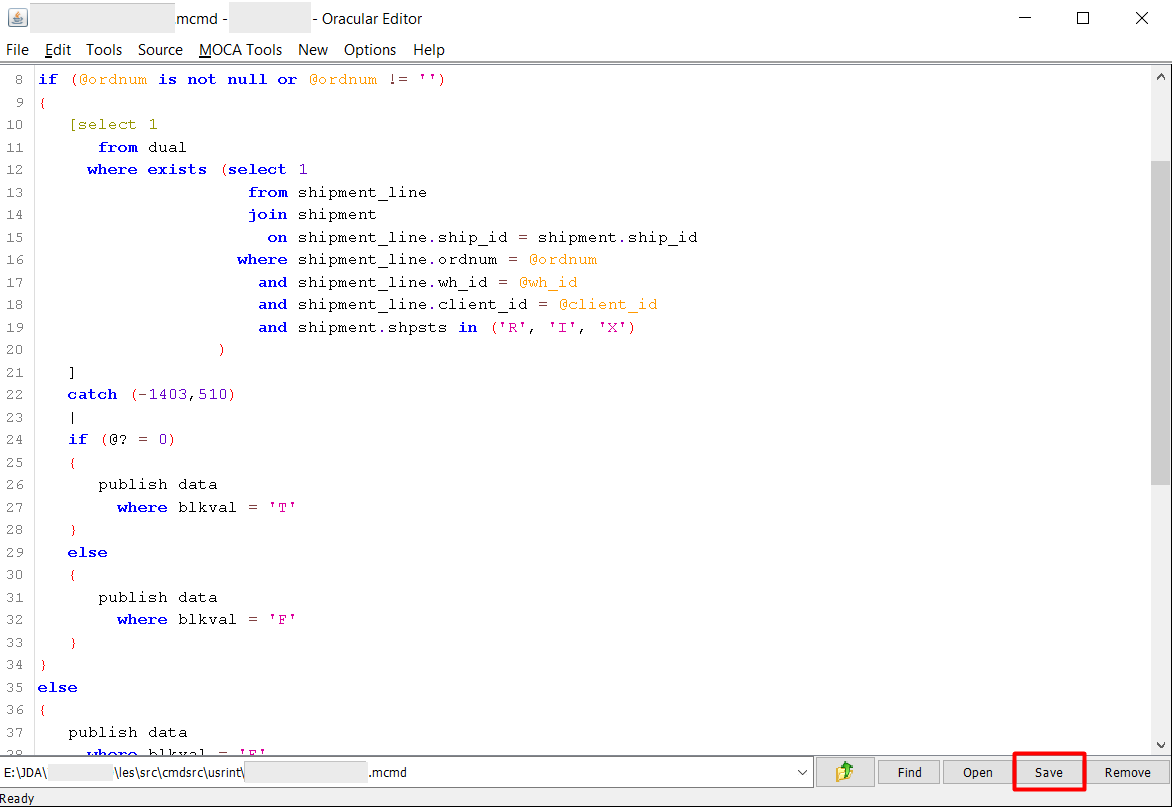 .mcmd - - Oracular Editor
File Edit Tools Source MOCA Tools New Options Help
8 if (@ordnum is not null or @ordnum != '')
9 {
10 [select 1
11 from dual
12 where exists (select 1
13 from shipment_line
14 join shipment
15 on shipment_line.ship_id = shipment.ship_id
16 where shipment_line.ordnum = @ordnum
17 and shipment_line.wh_id = @wh_id
18 and shipment_line.client_id = @client_id
19 and shipment.shpsts in ('R', 'I', 'X')
20 )
21 ]
22 catch (-1403,510)
23 |
24 if (@? = 0)
25 {
26 publish data
27 where blkval = 'T'
28 }
29 else
30 {
31 publish data
32 where blkval = 'F'
33 }
34 }
35 else
36 {
37 publish data
38 where blkval = 'F'
E:\JDA\ \les\src\cmdsrc\usrint\ .mcmd Find Open Save Remove
Ready